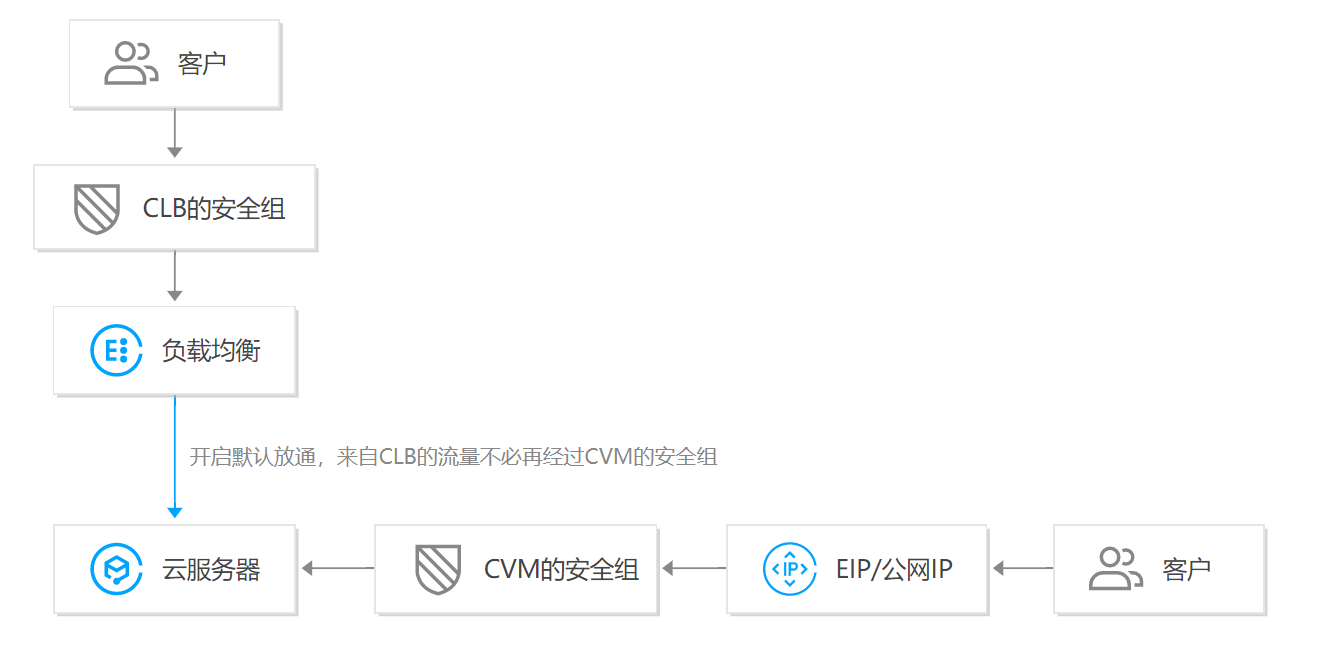 客户
CLB的安全组
负载均衡
开启默认放通，来自CLB的流量不必再经过CVM的安全组
云服务器
CVM的安全组
EIP/公网IP
客户